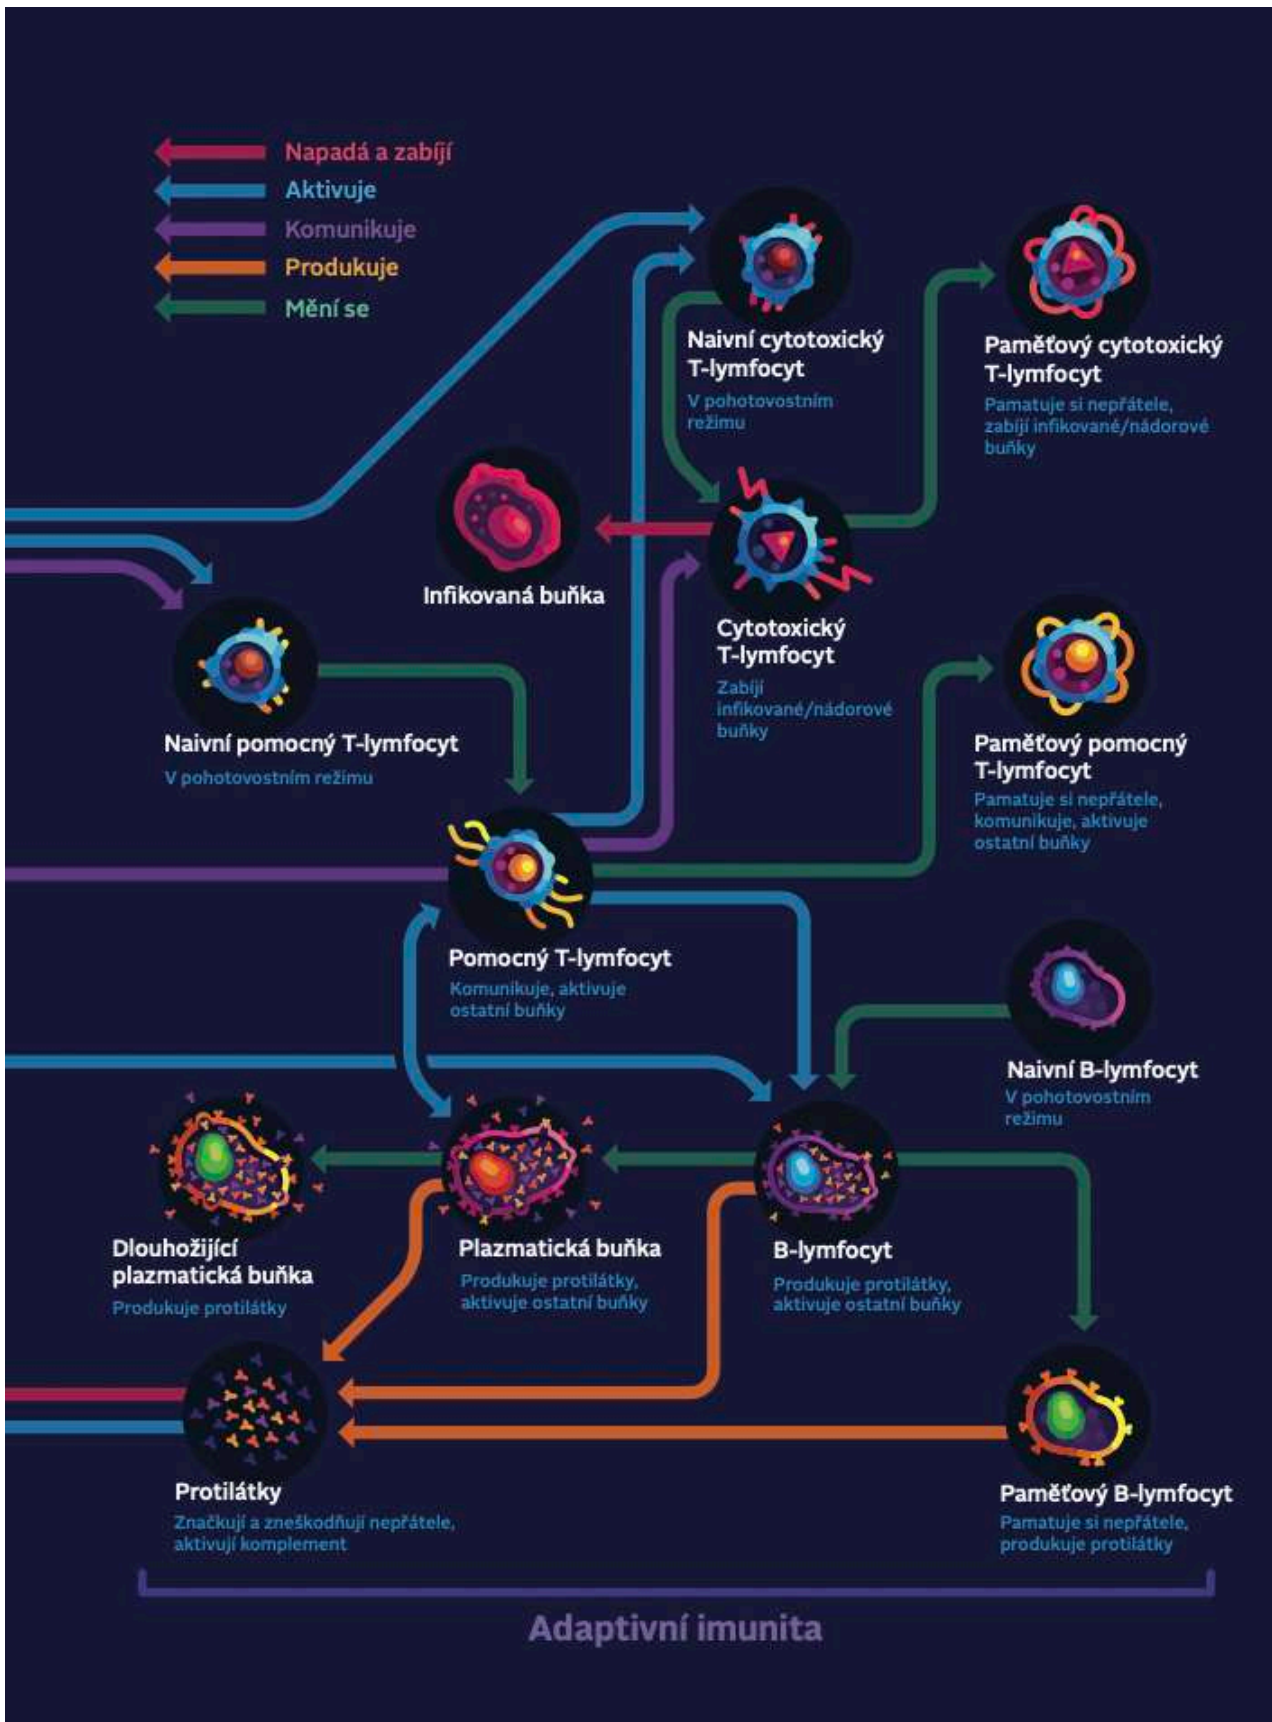 Napadá a zabíjí
Aktivuje
Komunikuje
Produkuje
Mění se
Naivní cytotoxický
T-lymfocyt
V pohotovostním
režimu
Paměťový cytotoxický
T-lymfocyt
Pamatuje si nepřátele,
zabíjí infikované/nádorové
buňky
Infikovaná buňka
Cytotoxický
T-lymfocyt
Zabíjí
infikované/nádorové
buňky
Naivní pomocný T-lymfocyt
V pohotovostním režimu
Paměťový pomocný
T-lymfocyt
Pamatuje si nepřátele,
komunikuje, aktivuje
ostatní buňky
Pomocný T-lymfocyt
Komunikuje, aktivuje
ostatní buňky
Naivní B-lymfocyt
V pohotovostním
režimu
Dlouhožijící
plazmatická buňka
Produkuje protilátky
Plazmatická buňka
Produkuje protilátky,
aktivuje ostatní buňky
B-lymfocyt
Produkuje protilátky,
aktivuje ostatní buňky
Protilátky
Značkují a zneškodňují nepřátele,
aktivují komplement
Paměťový B-lymfocyt
Pamatuje si nepřátele,
produkuje protilátky
Adaptivní imunita